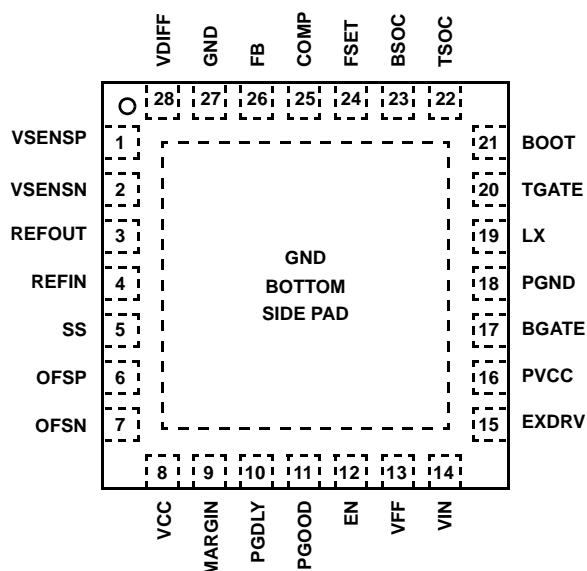 VDIFF
GND
FB
COMP
FSET
BSOC
TSOC
28 27 26 25 24 23 22
VSENSP 1 21 BOOT
VSENSN 2 20 TGATE
REFOUT 3 19 LX
REFIN 4 18 PGND
SS 5 17 BGATE
OFSP 6 16 PVCC
OFSN 7 15 EXDRV
GND
BOTTOM
SIDE PAD
8 9 10 11 12 13 14
VCC
MARGIN
PGDLY
PGOOD
EN
VFF
VIN